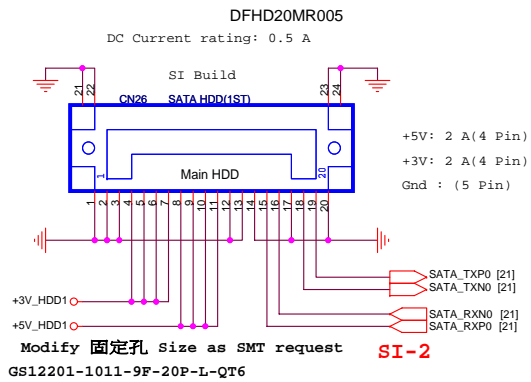 DFHD20MR005
DC Current rating: 0.5 A
SI Build
21
22
23
24
CN26 SATA HDD(1ST)
+5V: 2 A(4 Pin)
+3V: 2 A(4 Pin)
Gnd : (5 Pin)
1
20
Main HDD
1 2 3 4 5 6 7 8 9 10 11 12 13 14 15 16 17 18 19 20
SATA_TXP0 [21]
SATA_TXN0 [21]
+3V_HDD1
SATA_RXN0 [21]
+5V_HDD1
SATA_RXP0 [21]
Modify 固定孔 Size as SMT request
SI-2
GS12201-1011-9F-20P-L-QT6